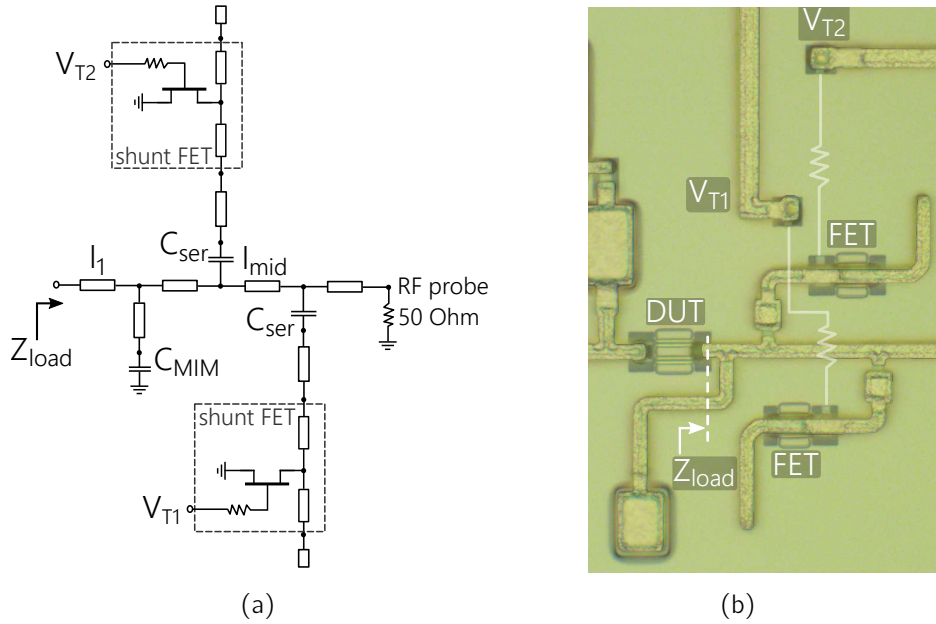 V_T2
shunt FET
C_ser
l_1
l_mid
RF probe
50 Ohm
Z_load
C_ser
C_MIM
shunt FET
V_T1
(a)
V_T2
V_T1
FET
DUT
Z_load
FET
(b)